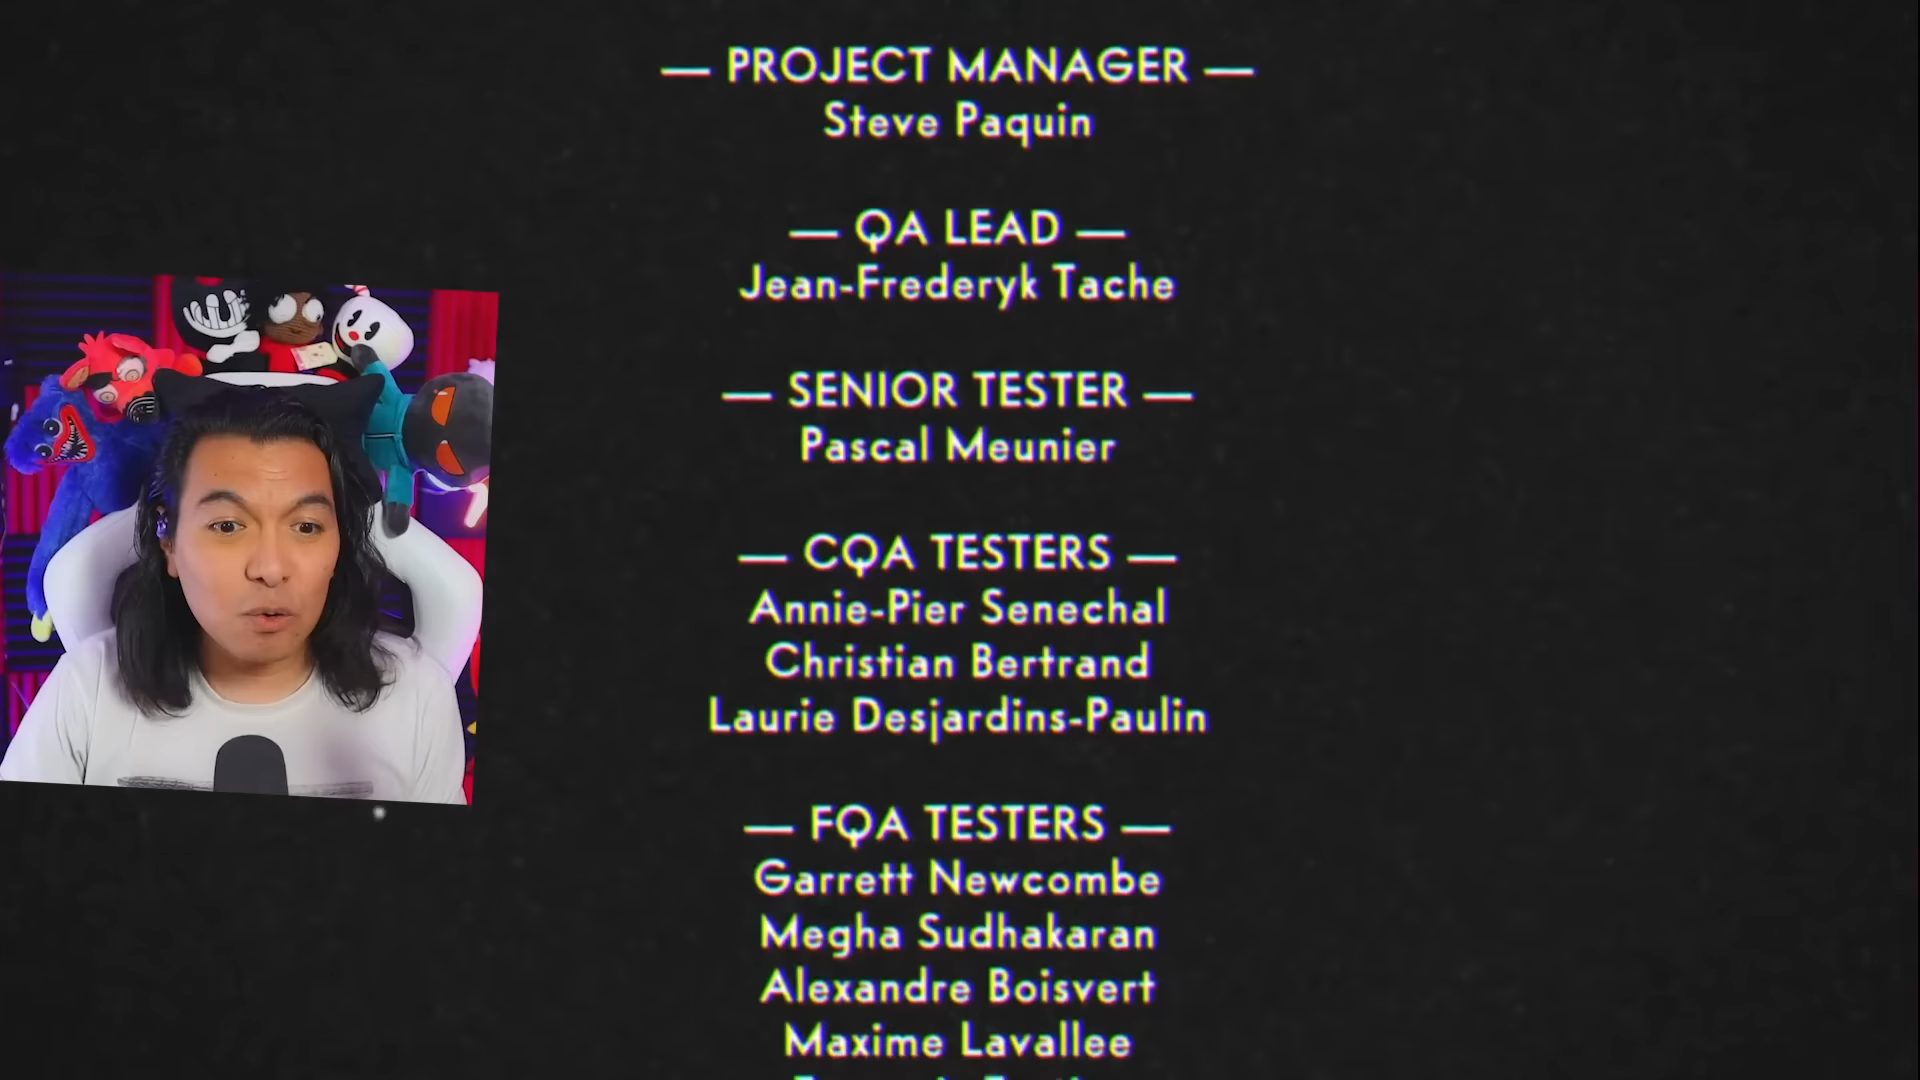 — PROJECT MANAGER —
Steve Paquin
— QA LEAD —
Jean-Frederyk Tache
— SENIOR TESTER —
Pascal Meunier
— CQA TESTERS —
Annie-Pier Senechal
Christian Bertrand
Laurie Desjardins-Paulin
— FQA TESTERS —
Garrett Newcombe
Megha Sudhakaran
Alexandre Boisvert
Maxime Lavallee